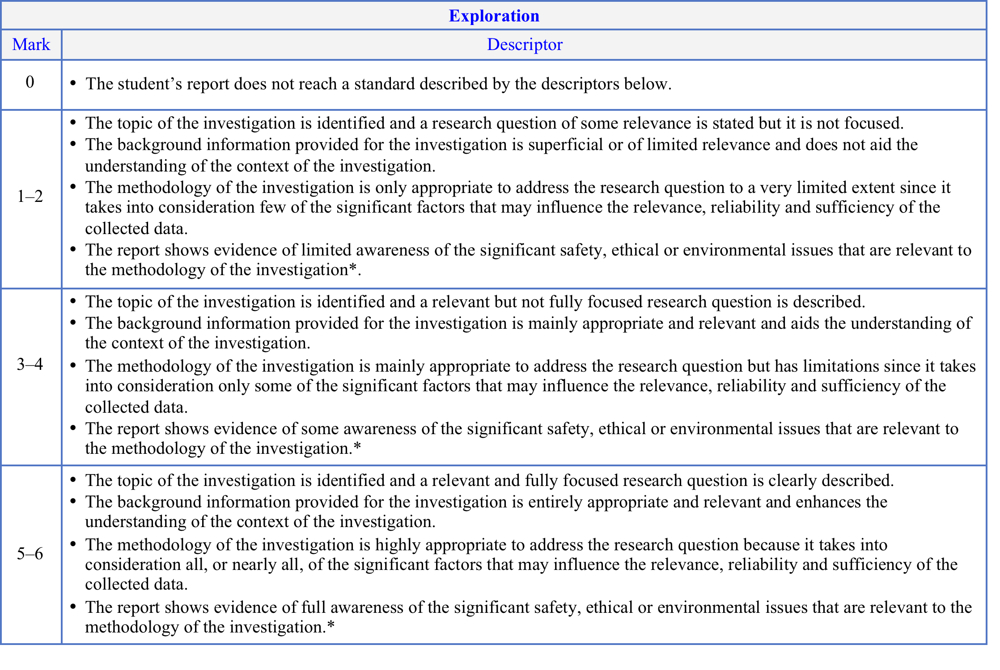 Exploration
Mark
Descriptor
0
• The student’s report does not reach a standard described by the descriptors below.
1–2
• The topic of the investigation is identified and a research question of some relevance is stated but it is not focused.
• The background information provided for the investigation is superficial or of limited relevance and does not aid the
understanding of the context of the investigation.
• The methodology of the investigation is only appropriate to address the research question to a very limited extent since it
takes into consideration few of the significant factors that may influence the relevance, reliability and sufficiency of the
collected data.
• The report shows evidence of limited awareness of the significant safety, ethical or environmental issues that are relevant to
the methodology of the investigation*.
3–4
• The topic of the investigation is identified and a relevant but not fully focused research question is described.
• The background information provided for the investigation is mainly appropriate and relevant and aids the understanding of
the context of the investigation.
• The methodology of the investigation is mainly appropriate to address the research question but has limitations since it takes
into consideration only some of the significant factors that may influence the relevance, reliability and sufficiency of the
collected data.
• The report shows evidence of some awareness of the significant safety, ethical or environmental issues that are relevant to
the methodology of the investigation.*
5–6
• The topic of the investigation is identified and a relevant and fully focused research question is clearly described.
• The background information provided for the investigation is entirely appropriate and relevant and enhances the
understanding of the context of the investigation.
• The methodology of the investigation is highly appropriate to address the research question because it takes into
consideration all, or nearly all, of the significant factors that may influence the relevance, reliability and sufficiency of the
collected data.
• The report shows evidence of full awareness of the significant safety, ethical or environmental issues that are relevant to the
methodology of the investigation.*